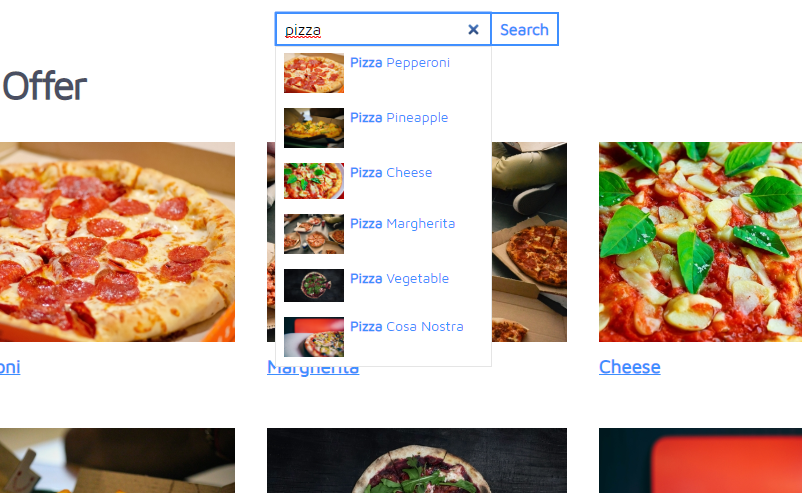 pizza
Search
Pizza Pepperoni
Offer
Pizza Pineapple
Pizza Cheese
Pizza Margherita
Pizza Vegetable
Pizza Cosa Nostra
oni
Margherita
Cheese